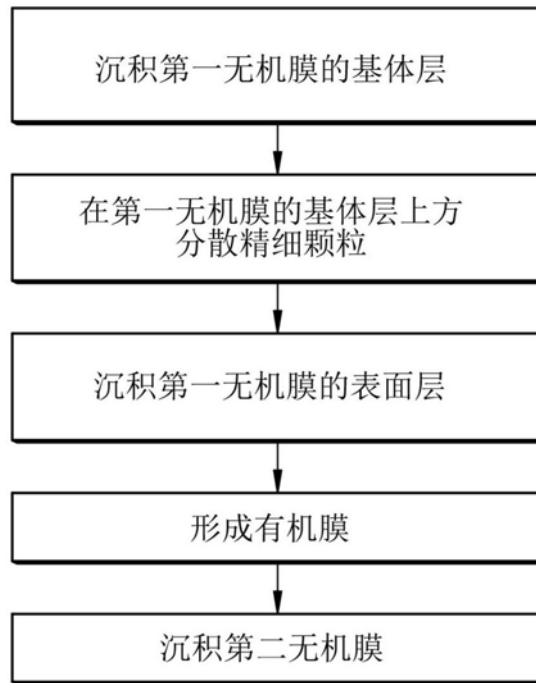 沉积第一无机膜的基体层
在第一无机膜的基体层上方
分散精细颗粒
沉积第一无机膜的表面层
形成有机膜
沉积第二无机膜